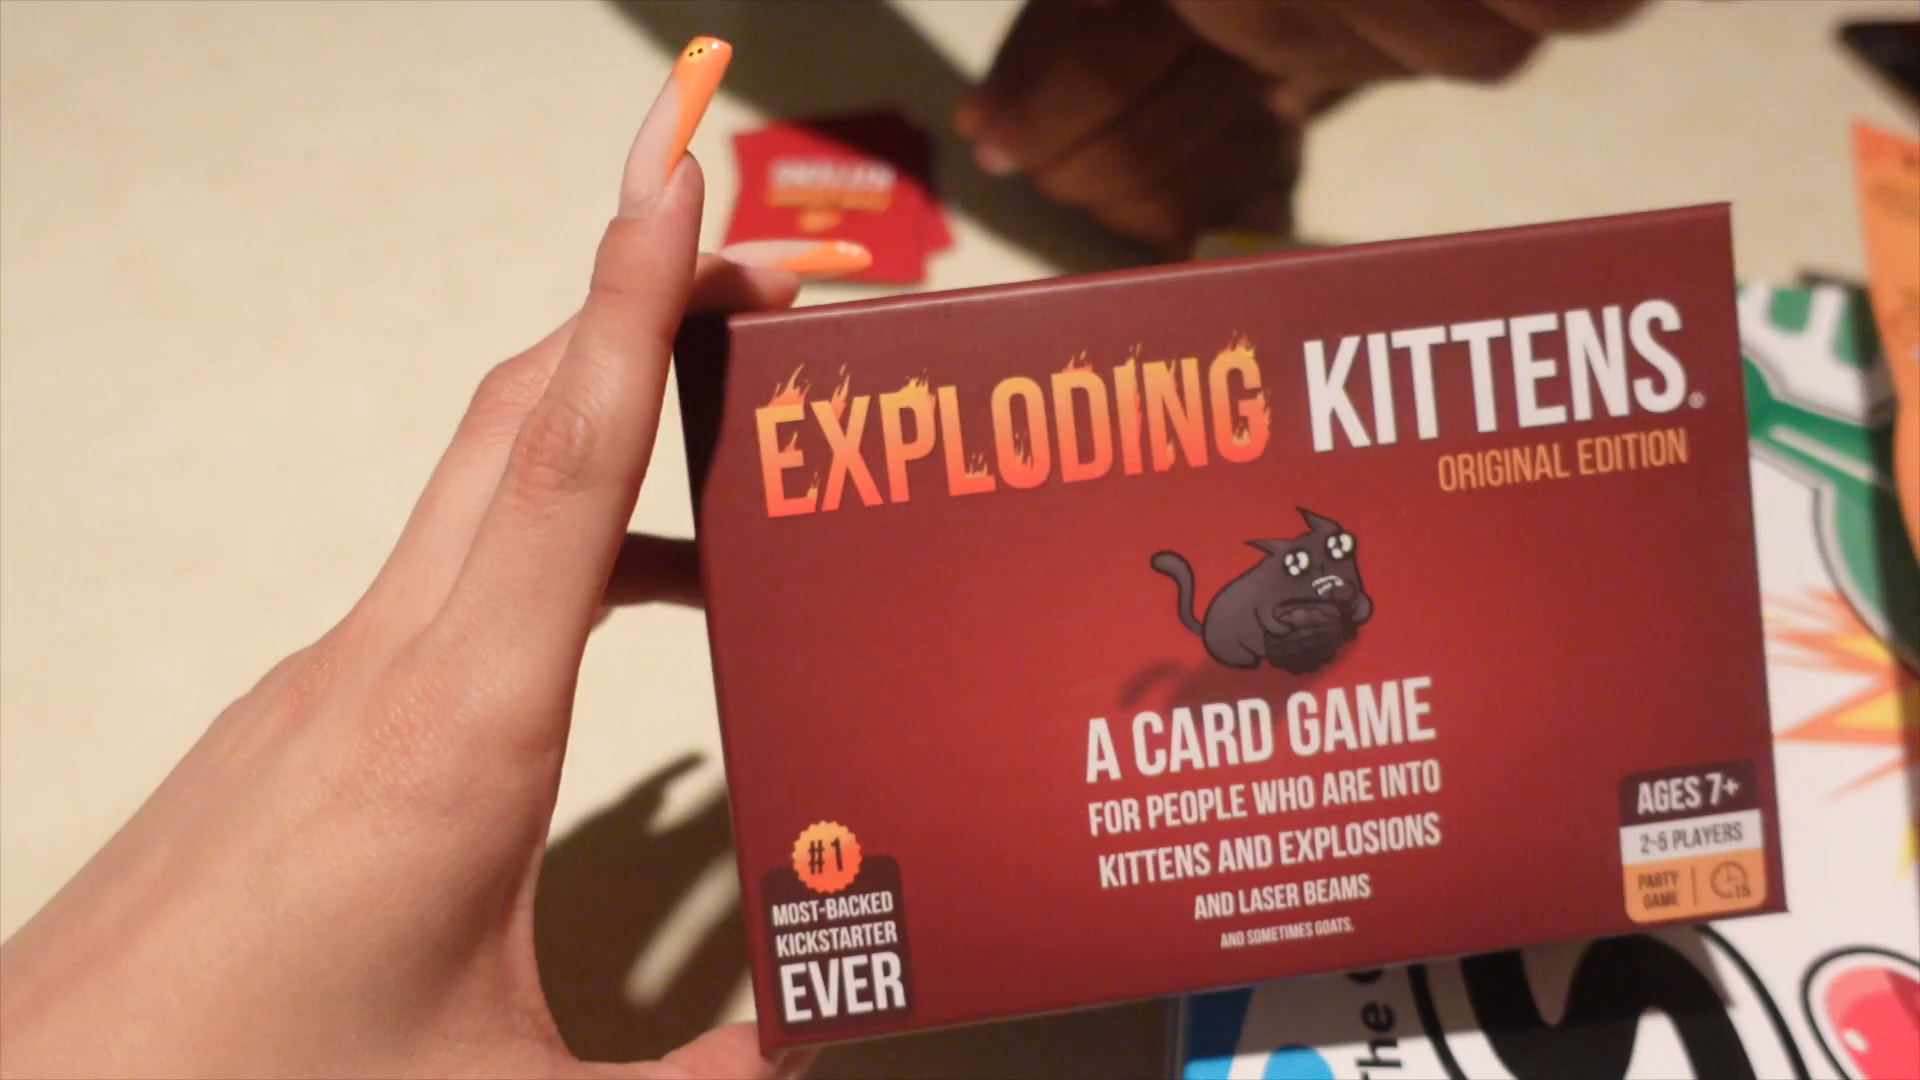 EXPLODING KITTENS®
ORIGINAL EDITION
A CARD GAME
FOR PEOPLE WHO ARE INTO
KITTENS AND EXPLOSIONS
AND LASER BEAMS
AND SOMETIMES GOATS.
#1
MOST-BACKED
KICKSTARTER
EVER
AGES 7+
2-5 PLAYERS
PARTY
GAME
15
The